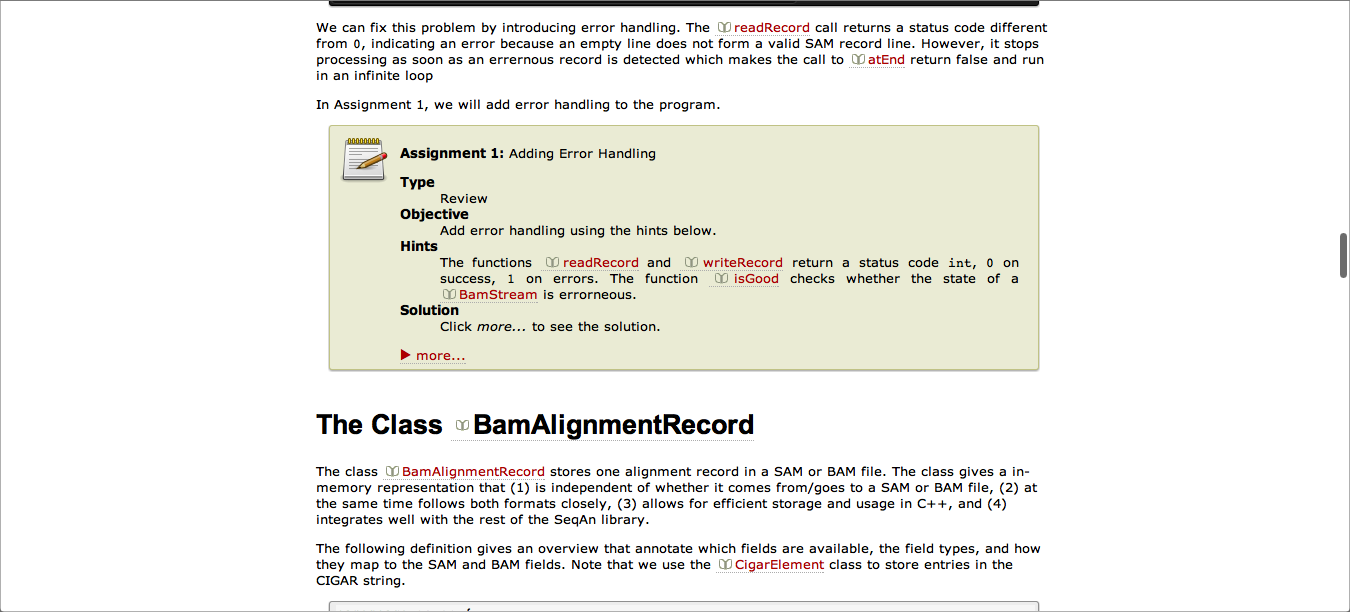 We can fix this problem by introducing error handling. The readRecord call returns a status code different
from 0, indicating an error because an empty line does not form a valid SAM record line. However, it stops
processing as soon as an errernous record is detected which makes the call to atEnd return false and run
in an infinite loop
In Assignment 1, we will add error handling to the program.
Assignment 1: Adding Error Handling
Type
Review
Objective
Add error handling using the hints below.
Hints
The functions readRecord and writeRecord return a status code int, 0 on
success, 1 on errors. The function isGood checks whether the state of a
BamStream is errorneous.
Solution
Click more... to see the solution.
more...
The Class BamAlignmentRecord
The class BamAlignmentRecord stores one alignment record in a SAM or BAM file. The class gives a in-
memory representation that (1) is independent of whether it comes from/goes to a SAM or BAM file, (2) at
the same time follows both formats closely, (3) allows for efficient storage and usage in C++, and (4)
integrates well with the rest of the SeqAn library.
The following definition gives an overview that annotate which fields are available, the field types, and how
they map to the SAM and BAM fields. Note that we use the CigarElement class to store entries in the
CIGAR string.